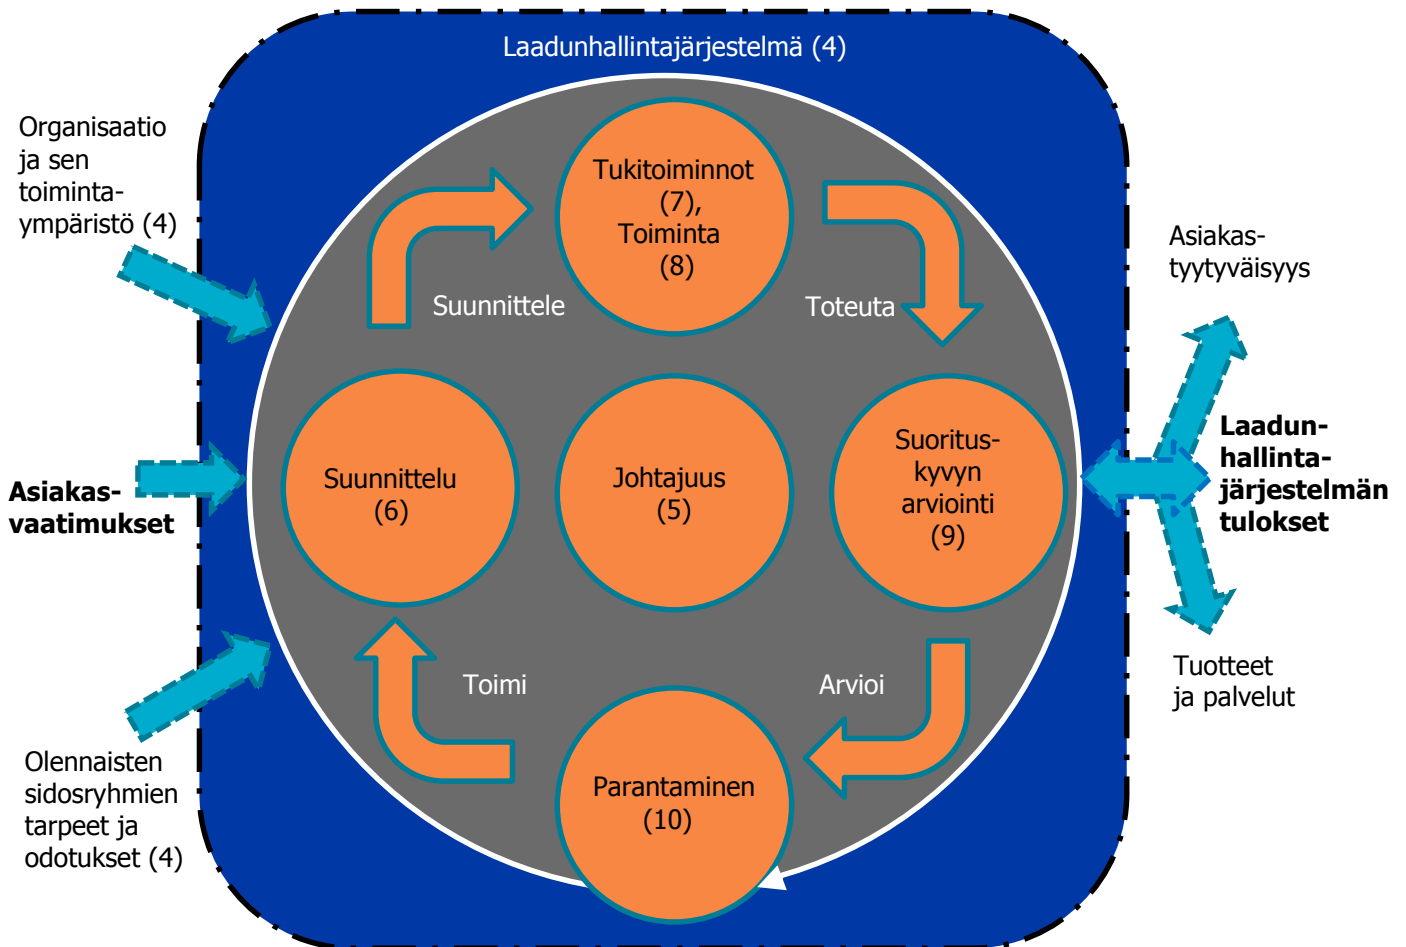 Laadunhallintajärjestelmä (4)
Organisaatio
ja sen
toiminta-
ympäristö (4)
Asiakas-
vaatimukset
Olennaisten
sidosryhmien
tarpeet ja
odotukset (4)
Tukitoiminnot
(7),
Toiminta
(8)
Suunnittele
Toteuta
Suunnittelu
(6)
Johtajuus
(5)
Suoritus-
kyvyn
arviointi
(9)
Toimi
Arvioi
Parantaminen
(10)
Asiakas-
tyytyväisyys
Laadun-
hallinta-
järjestelmän
tulokset
Tuotteet
ja palvelut